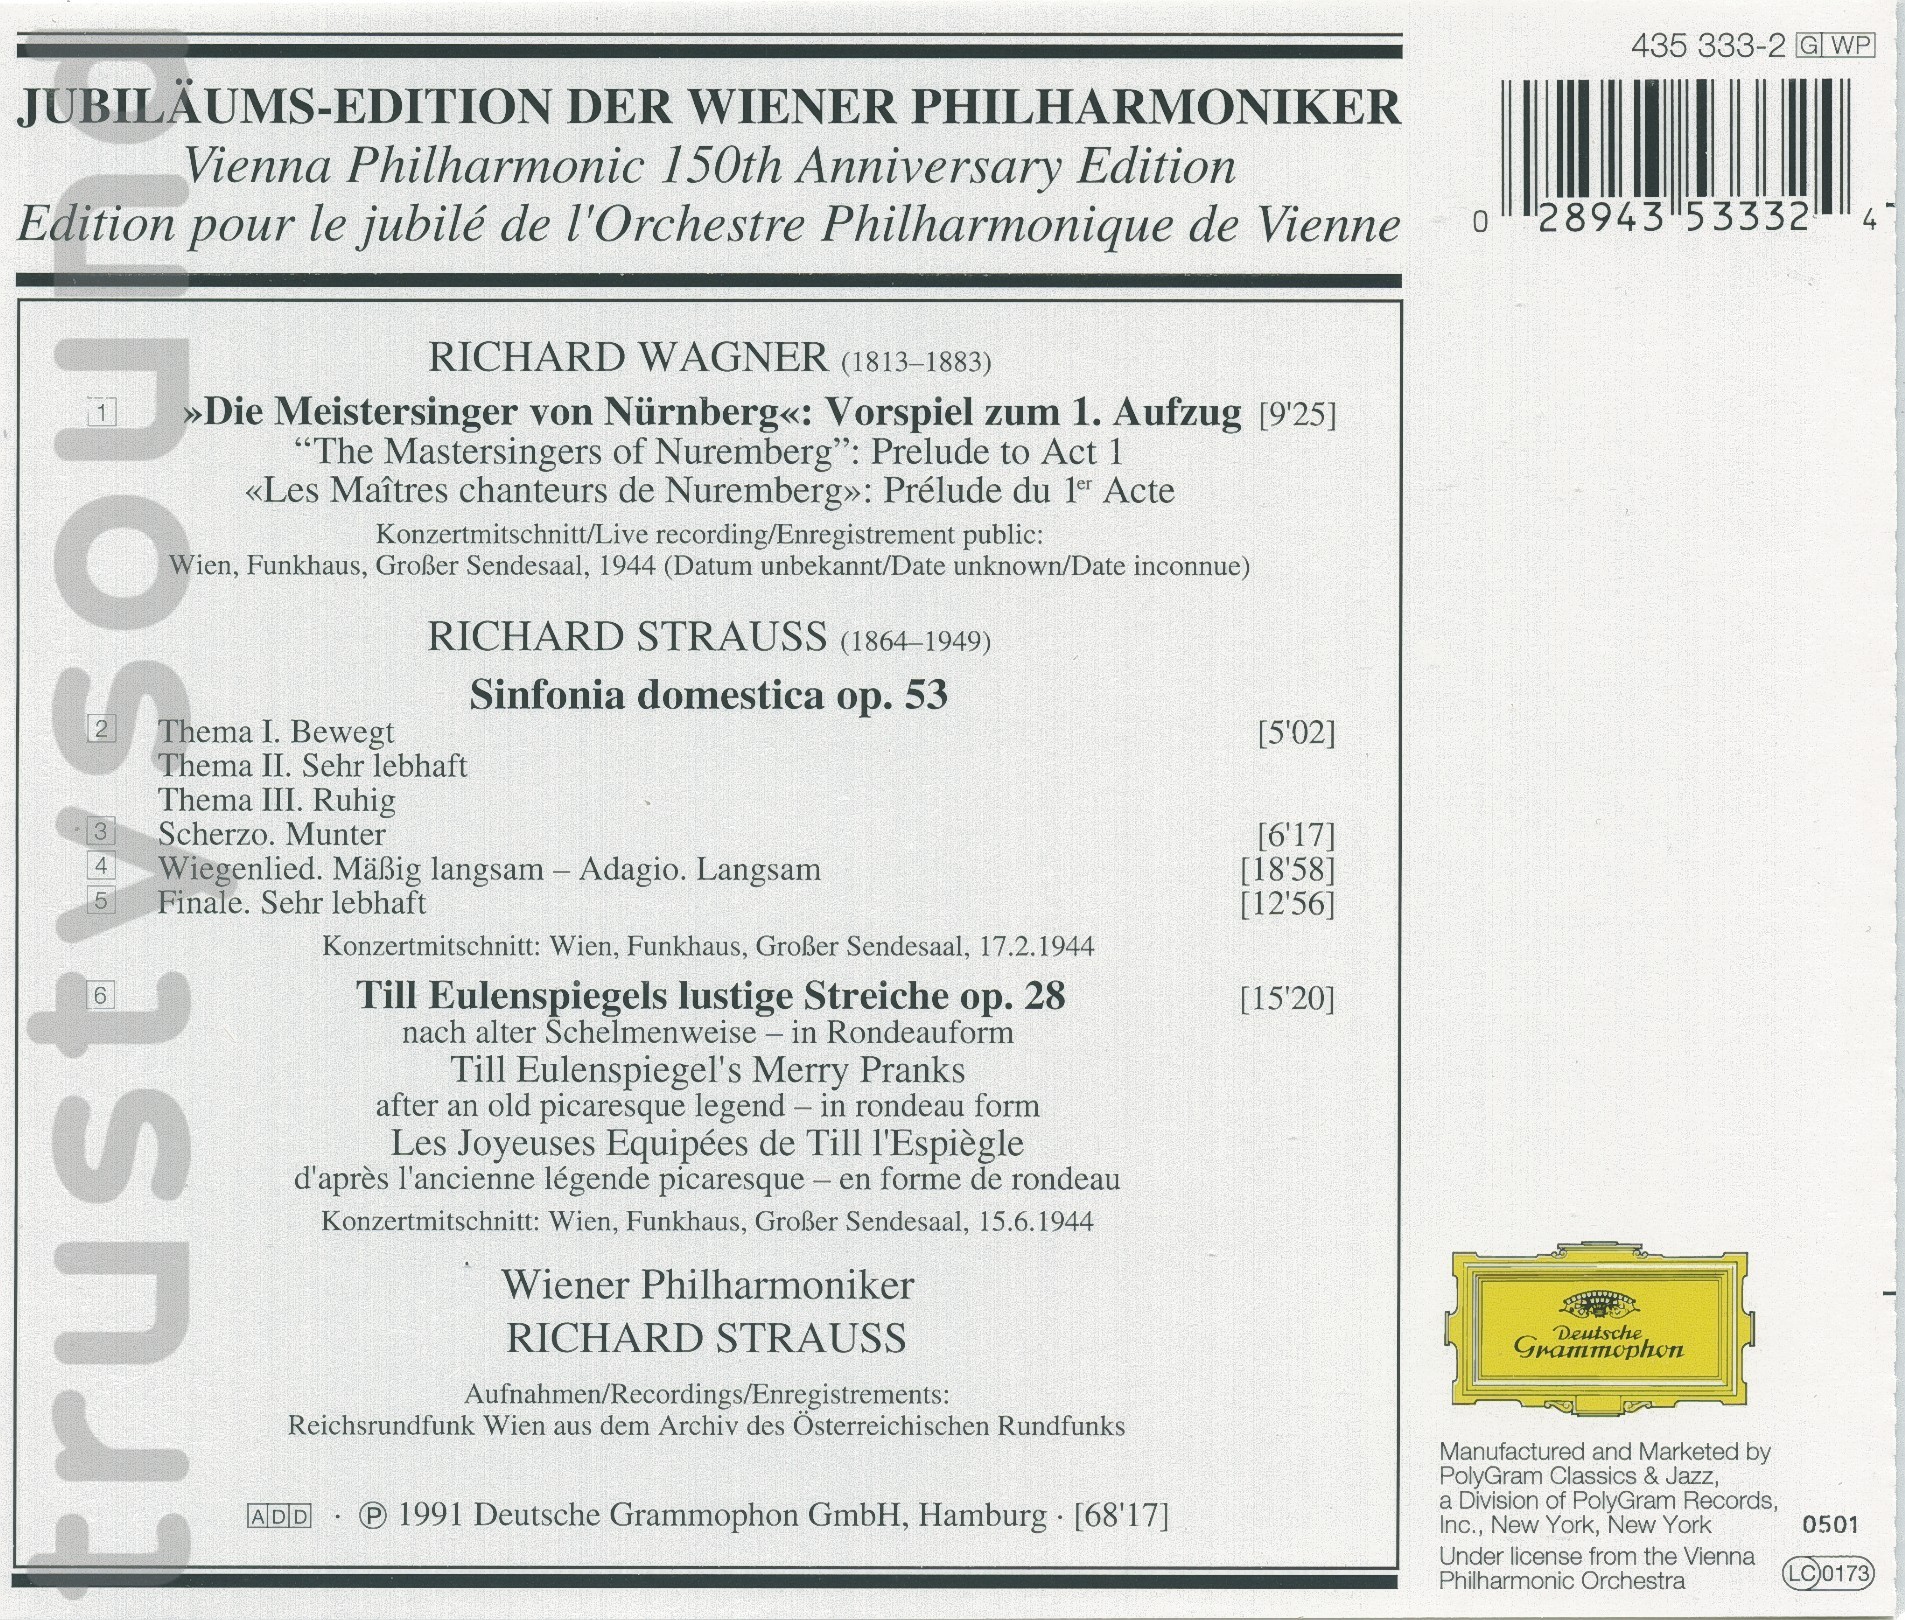 JUBILÄUMS-EDITION DER WIENER PHILHARMONIKER
Vienna Philharmonic 150th Anniversary Edition
Edition pour le jubilé de l'Orchestre Philharmonique de Vienne
RICHARD WAGNER (1813–1883)
1 »Die Meistersinger von Nürnberg«: Vorspiel zum 1. Aufzug [9'25]
“The Mastersingers of Nuremberg”: Prelude to Act 1
«Les Maîtres chanteurs de Nuremberg»: Prélude du 1er Acte
Konzertmitschnitt/Live recording/Enregistrement public:
Wien, Funkhaus, Großer Sendesaal, 1944 (Datum unbekannt/Date unknown/Date inconnue)
RICHARD STRAUSS (1864–1949)
Sinfonia domestica op. 53
2 Thema I. Bewegt [5'02]
Thema II. Sehr lebhaft
Thema III. Ruhig
3 Scherzo. Munter [6'17]
4 Wiegenlied. Mäßig langsam – Adagio. Langsam [18'58]
5 Finale. Sehr lebhaft [12'56]
Konzertmitschnitt: Wien, Funkhaus, Großer Sendesaal, 17.2.1944
6 Till Eulenspiegels lustige Streiche op. 28 [15'20]
nach alter Schelmenweise – in Rondeauform
Till Eulenspiegel's Merry Pranks
after an old picaresque legend – in rondeau form
Les Joyeuses Equipées de Till l'Espiègle
d'après l'ancienne légende picaresque – en forme de rondeau
Konzertmitschnitt: Wien, Funkhaus, Großer Sendesaal, 15.6.1944
Wiener Philharmoniker
RICHARD STRAUSS
Aufnahmen/Recordings/Enregistrements:
Reichsrundfunk Wien aus dem Archiv des Österreichischen Rundfunks
ADD · ℗ 1991 Deutsche Grammophon GmbH, Hamburg · [68'17]
435 333-2 G WP
0 28943 53332 4
Deutsche
Grammophon
Manufactured and Marketed by
PolyGram Classics & Jazz,
a Division of PolyGram Records,
Inc., New York, New York
0501
Under license from the Vienna
Philharmonic Orchestra
LC 0173
trustysound